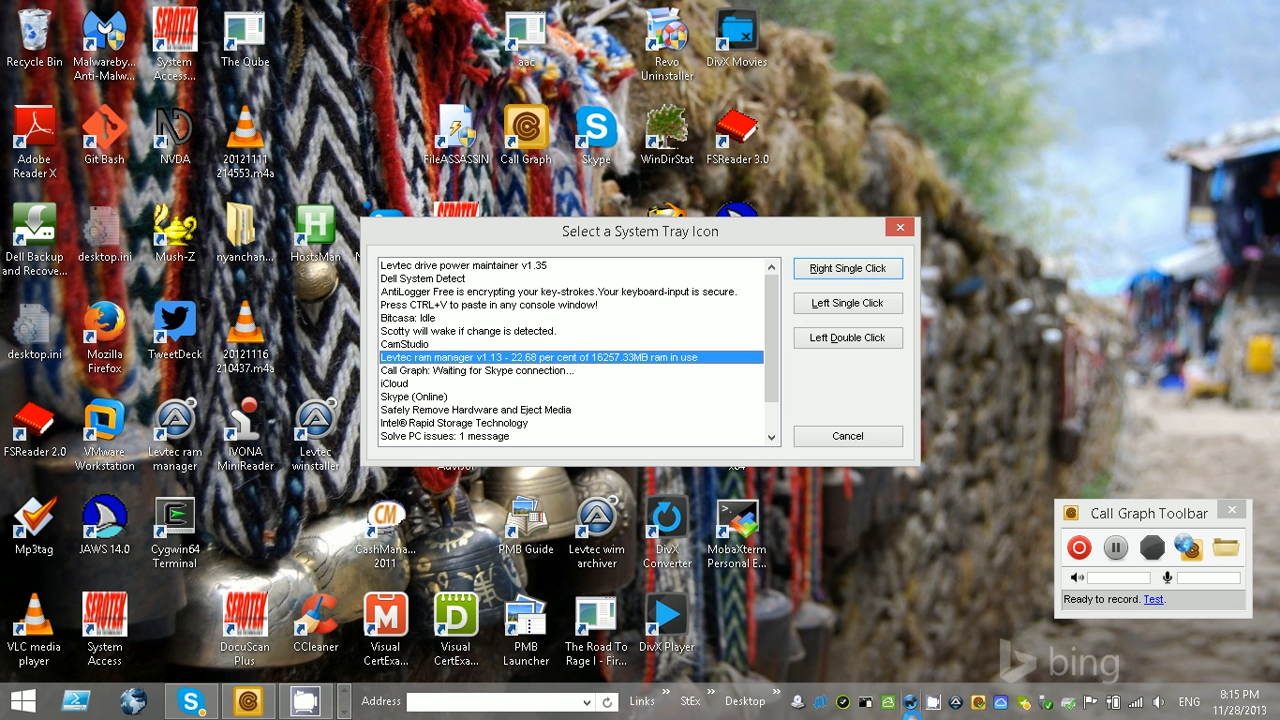 Recycle Bin
Malwareby...
Anti-Malw...
SEROTEK
System
Access...
The Qube
aac
Revo
Uninstaller
DivX Movies
Adobe
Reader X
Git Bash
NVDA
20121111
214553.m4a
FileASSASSIN
Call Graph
Skype
WinDirStat
FSReader 3.0
Dell Backup
and Recove...
desktop.ini
Mush-Z
nyanchan...
HostsMan
SEROTEK
desktop.ini
Mozilla
Firefox
TweetDeck
20121116
210437.m4a
FSReader 2.0
VMware
Workstation
Levtec ram
manager
IVONA
MiniReader
Levtec
winstaller
Select a System Tray Icon
Levtec drive power maintainer v1.35
Dell System Detect
AntiLogger Free is encrypting your key-strokes.Your keyboard-input is secure.
Press CTRL+V to paste in any console window!
Bitcasa: Idle
Scotty will wake if change is detected.
CamStudio
Levtec ram manager v1.13 - 22.68 per cent of 16257.33MB ram in use
Call Graph: Waiting for Skype connection...
iCloud
Skype (Online)
Safely Remove Hardware and Eject Media
Intel® Rapid Storage Technology
Solve PC issues: 1 message
Right Single Click
Left Single Click
Left Double Click
Cancel
Mp3tag
JAWS 14.0
Cygwin64
Terminal
CM
CashMana...
2011
PMB Guide
Levtec wim
archiver
DivX
Converter
MobaXterm
Personal E...
Call Graph Toolbar
Ready to record. Test.
VLC media
player
SEROTEK
System
Access
SEROTEK
DocuScan
Plus
CCleaner
Visual
CertExa...
Visual
CertExa...
PMB
Launcher
The Road To
Rage I - Fir...
DivX Player
bing
Address
Links
StEx
Desktop
ENG
8:15 PM
11/28/2013